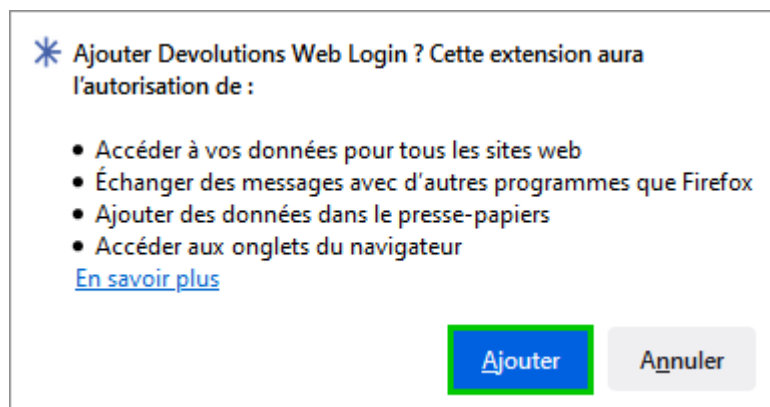 Ajouter Devolutions Web Login ? Cette extension aura
l'autorisation de :
• Accéder à vos données pour tous les sites web
• Échanger des messages avec d'autres programmes que Firefox
• Ajouter des données dans le presse-papiers
• Accéder aux onglets du navigateur
En savoir plus
Ajouter Annuler